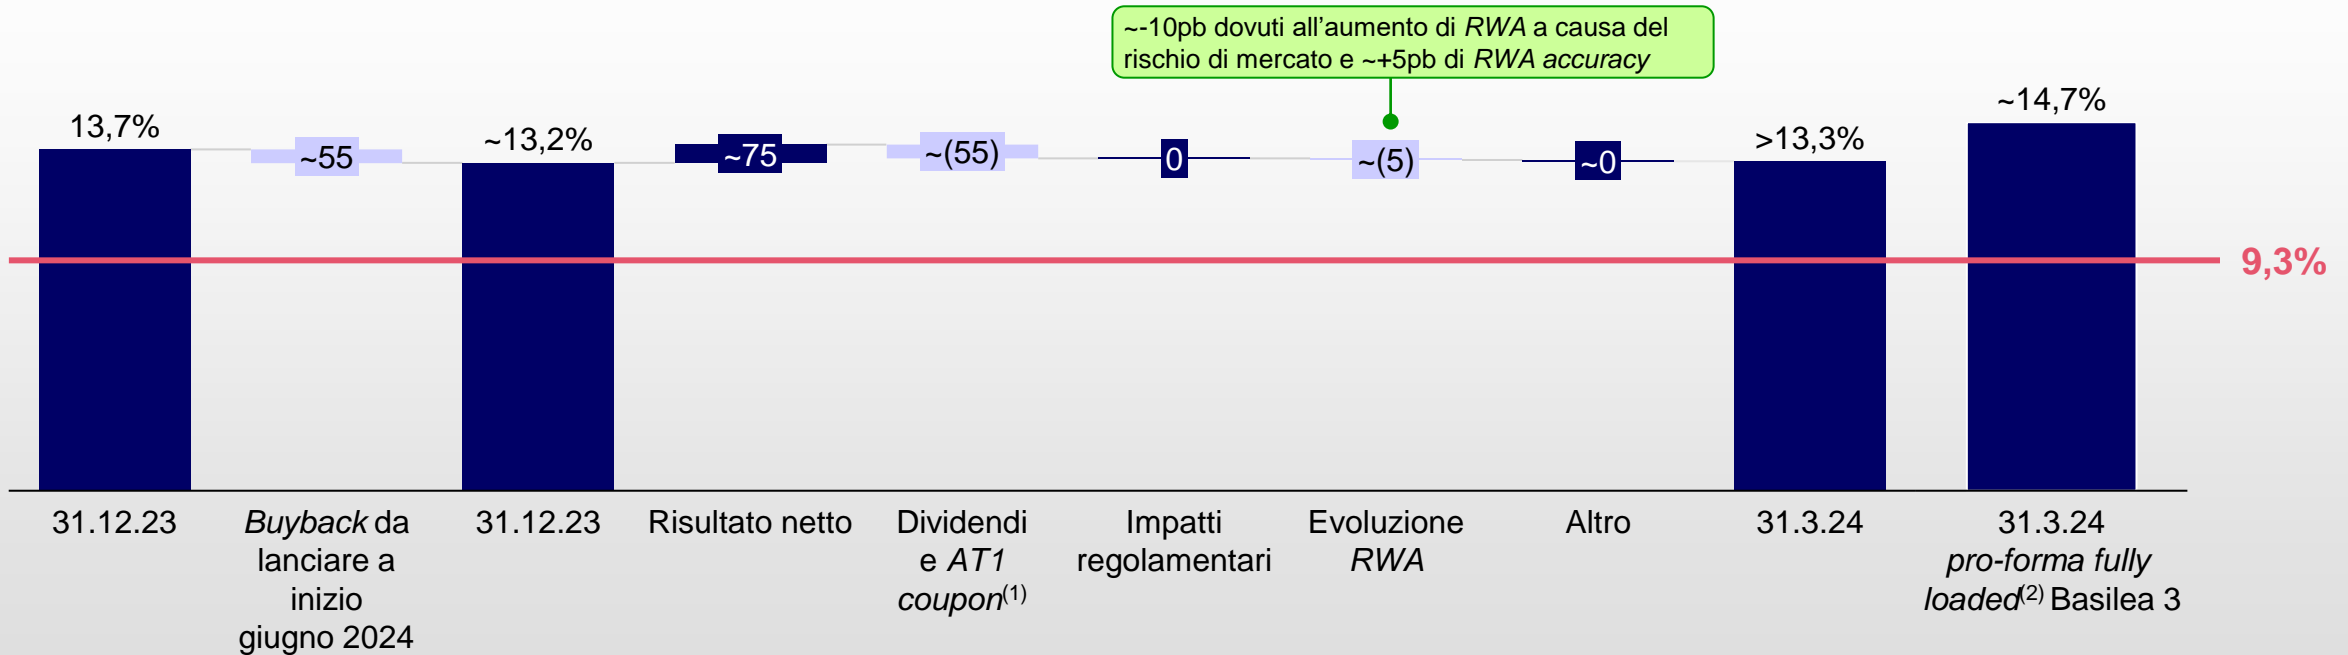 ~-10pb dovuti all’aumento di RWA a causa del
rischio di mercato e ~+5pb di RWA accuracy
13,7%
~55
~13,2%
~75
~(55)
0
~(5)
~0
>13,3%
~14,7%
9,3%
31.12.23
Buyback da
lanciare a
inizio
giugno 2024
31.12.23
Risultato netto
Dividendi
e AT1
coupon(1)
Impatti
regolamentari
Evoluzione
RWA
Altro
31.3.24
31.3.24
pro-forma fully
loaded(2) Basilea 3